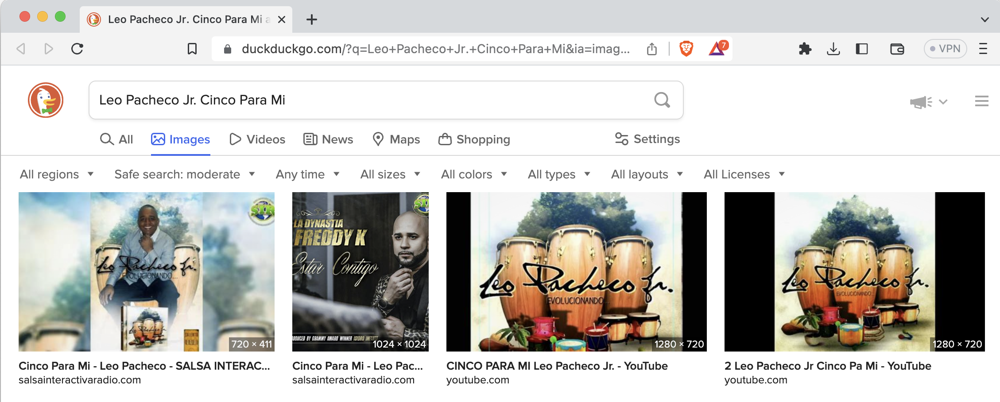 Leo Pacheco Jr. Cinco Para Mi a
duckduckgo.com/?q=Leo+Pacheco+Jr.+Cinco+Para+Mi&ia=imag...
7
VPN
Leo Pacheco Jr. Cinco Para Mi
All
Images
Videos
News
Maps
Shopping
Settings
All regions
Safe search: moderate
Any time
All sizes
All colors
All types
All layouts
All Licenses
SIR
Leo Pacheco Jr.
EVOLUCIONANDO...
Leo Pacheco Jr.
TALENTO
720 × 411
Cinco Para Mi - Leo Pacheco - SALSA INTERAC...
salsainteractivaradio.com
LA DYNASTIA
FREDDY K
Estar Contigo
ODUCED BY GRAMMY AWARD WINNER ISIDRO INFANTE
1024 × 1024
Cinco Para Mi - Leo Pac...
salsainteractivaradio.com
Leo Pacheco Jr.
EVOLUCIONANDO...
1280 × 720
CINCO PARA MI Leo Pacheco Jr. - YouTube
youtube.com
Leo Pacheco Jr.
EVOLUCIONANDO...
1280 × 720
2 Leo Pacheco Jr Cinco Pa Mi - YouTube
youtube.com